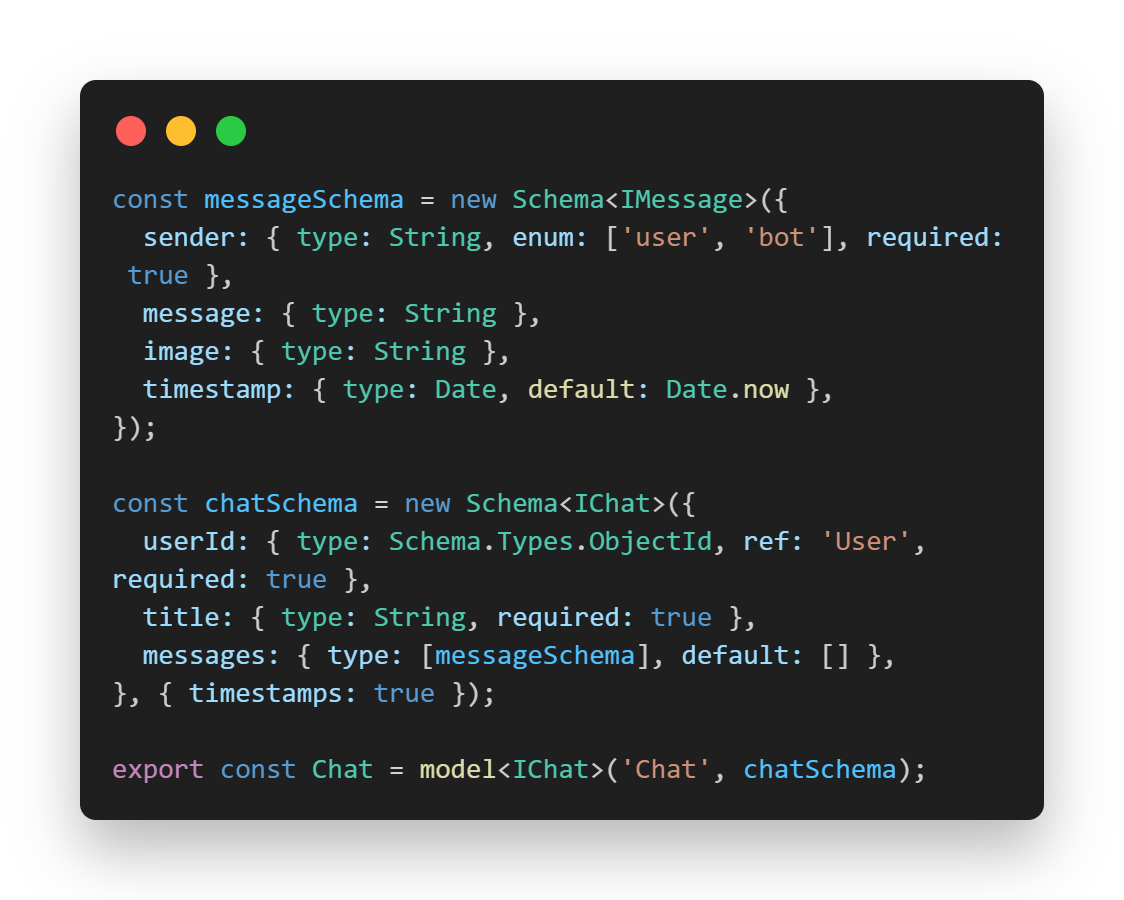 const messageSchema = new Schema<IMessage>({
  sender: { type: String, enum: ['user', 'bot'], required:
 true },
  message: { type: String },
  image: { type: String },
  timestamp: { type: Date, default: Date.now },
});

const chatSchema = new Schema<IChat>({
  userId: { type: Schema.Types.ObjectId, ref: 'User',
required: true },
  title: { type: String, required: true },
  messages: { type: [messageSchema], default: [] },
}, { timestamps: true });

export const Chat = model<IChat>('Chat', chatSchema);